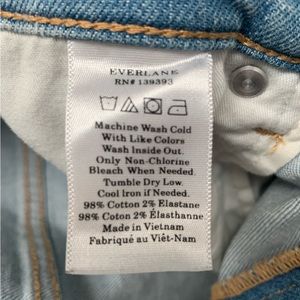 EVERLANE
RN# 139393
Machine Wash Cold
With Like Colors
Wash Inside Out.
Only Non-Chlorine
Bleach When Needed.
Tumble Dry Low.
Cool Iron if Needed.
98% Cotton 2% Elastane
98% Coton 2% Élasthanne
Made in Vietnam
Fabriqué au Viêt-Nam